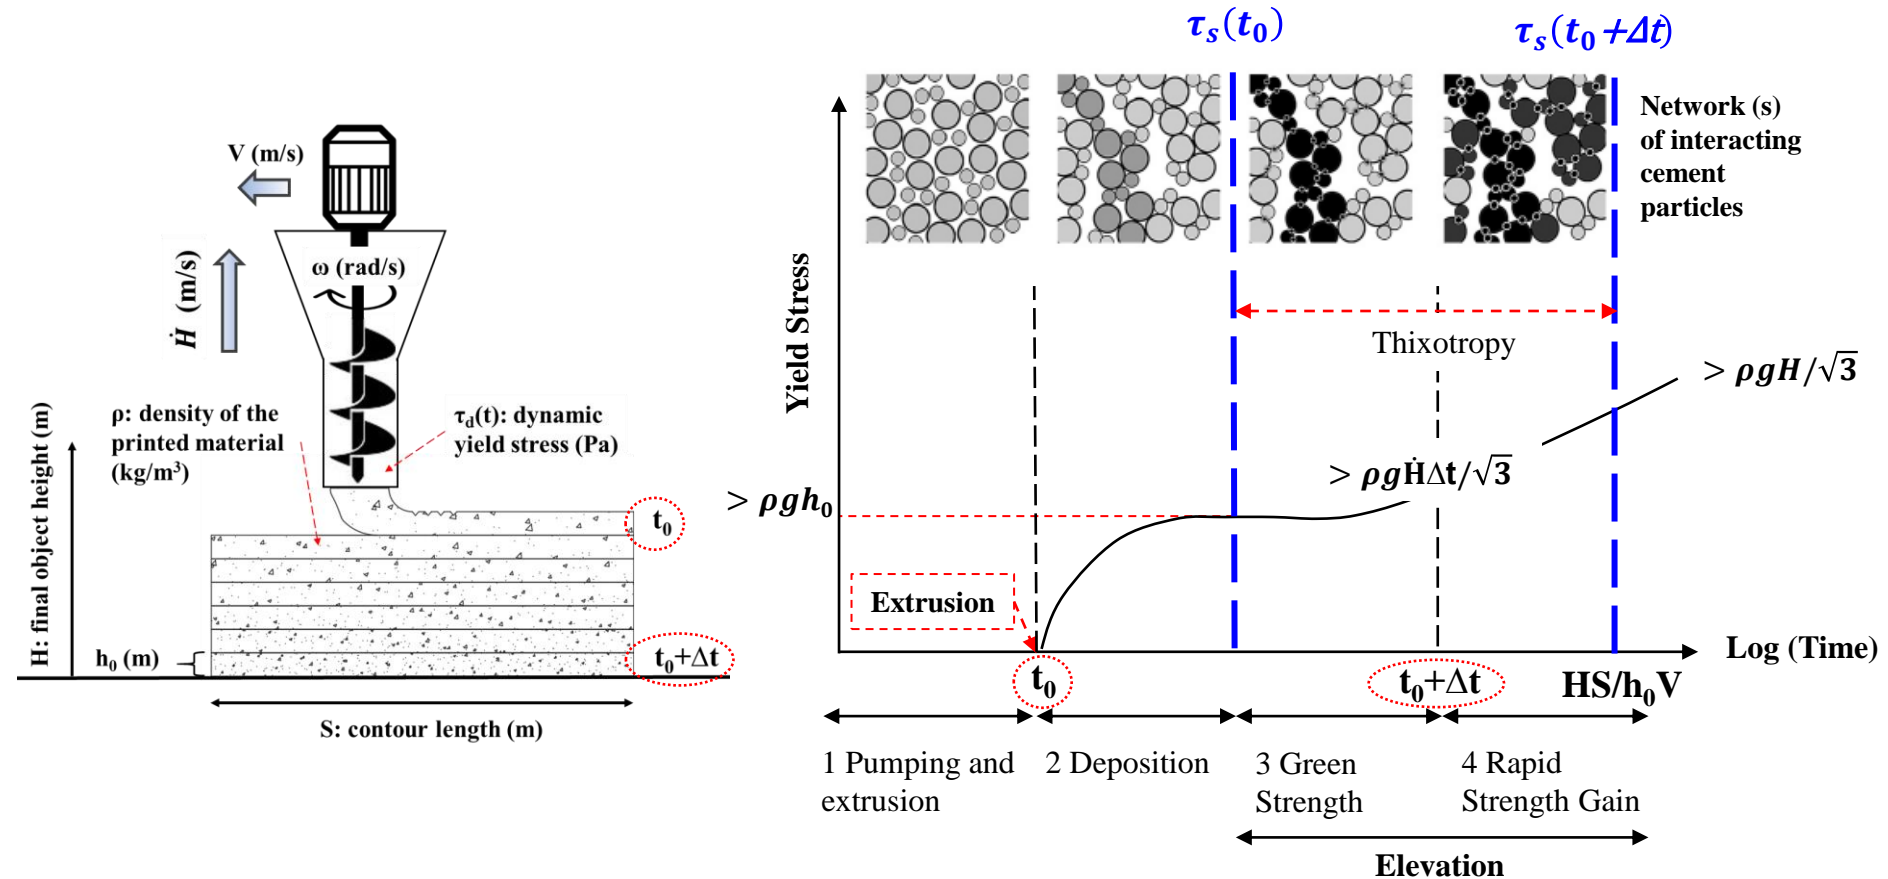 V (m/s)
Ḣ (m/s)
ω (rad/s)
ρ: density of the
printed material
(kg/m³)
τd(t): dynamic
yield stress (Pa)
H: final object height (m)
h₀ (m)
t₀
t₀+Δt
S: contour length (m)
τₛ(t₀)
τₛ(t₀+Δt)
Network (s)
of interacting
cement
particles
Yield Stress
Thixotropy
> ρgH/√3
> ρgḢΔt/√3
> ρgh₀
Extrusion
Log (Time)
t₀
t₀+Δt
HS/h₀V
1 Pumping and
extrusion
2 Deposition
3 Green
Strength
4 Rapid
Strength Gain
Elevation